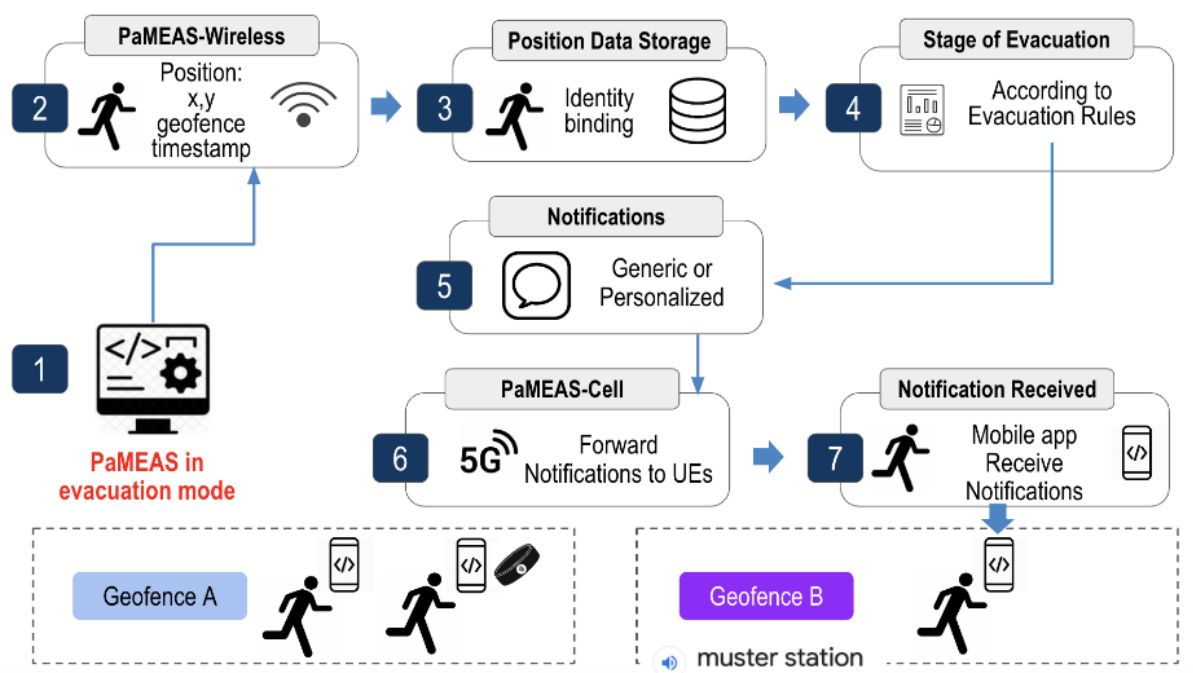 PaMEAS-Wireless
2
Position:
x,y
geofence
timestamp
Position Data Storage
3
Identity
binding
Stage of Evacuation
4
According to
Evacuation Rules
Notifications
5
Generic or
Personalized
1
</>
PaMEAS in
evacuation mode
PaMEAS-Cell
6
5G
Forward
Notifications to UEs
Notification Received
7
Mobile app
Receive
Notifications
</>
Geofence A
</>
</>
Geofence B
</>
muster station